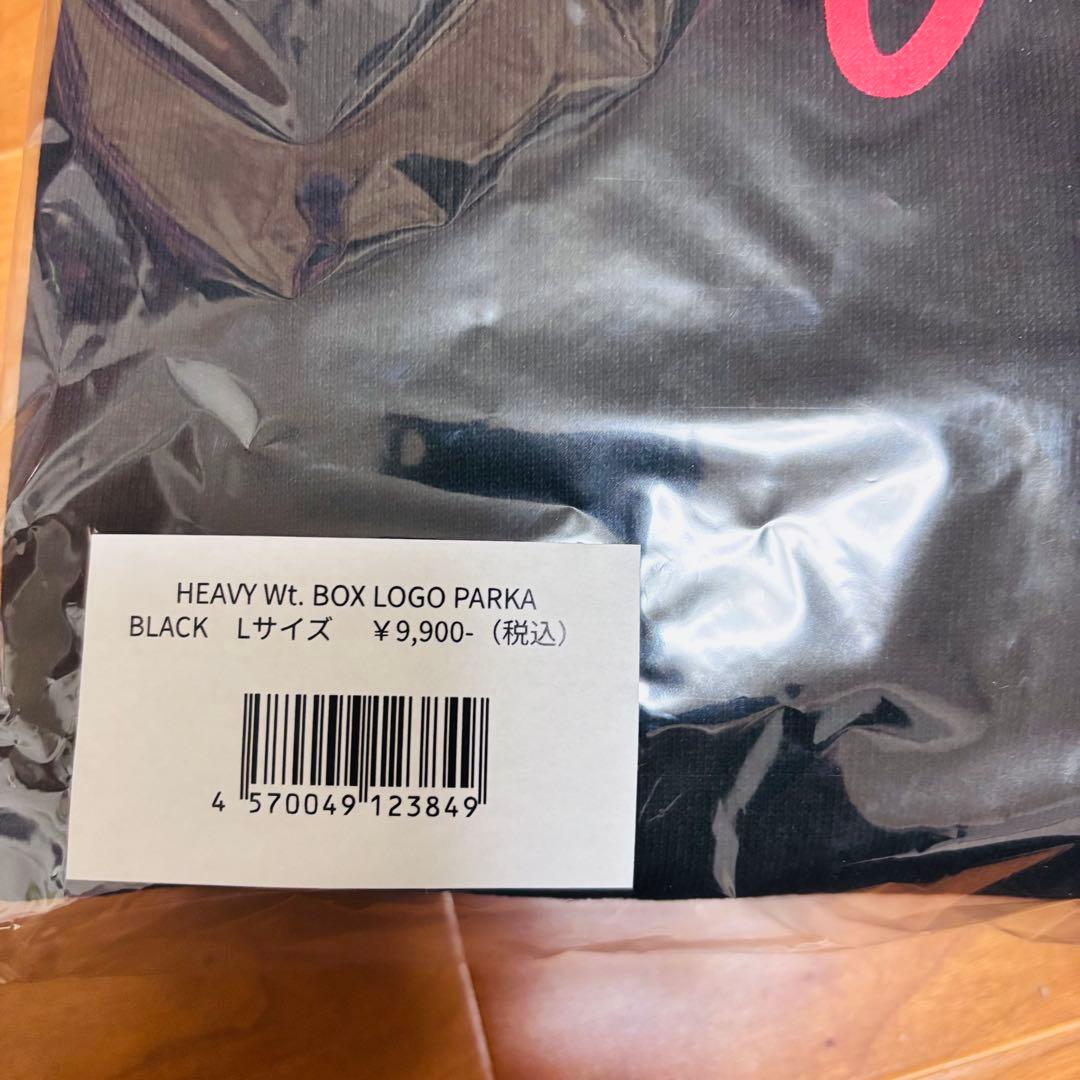 HEAVY Wt. BOX LOGO PARKA
BLACK　Lサイズ　￥9,900-（税込）
4 570049 123849